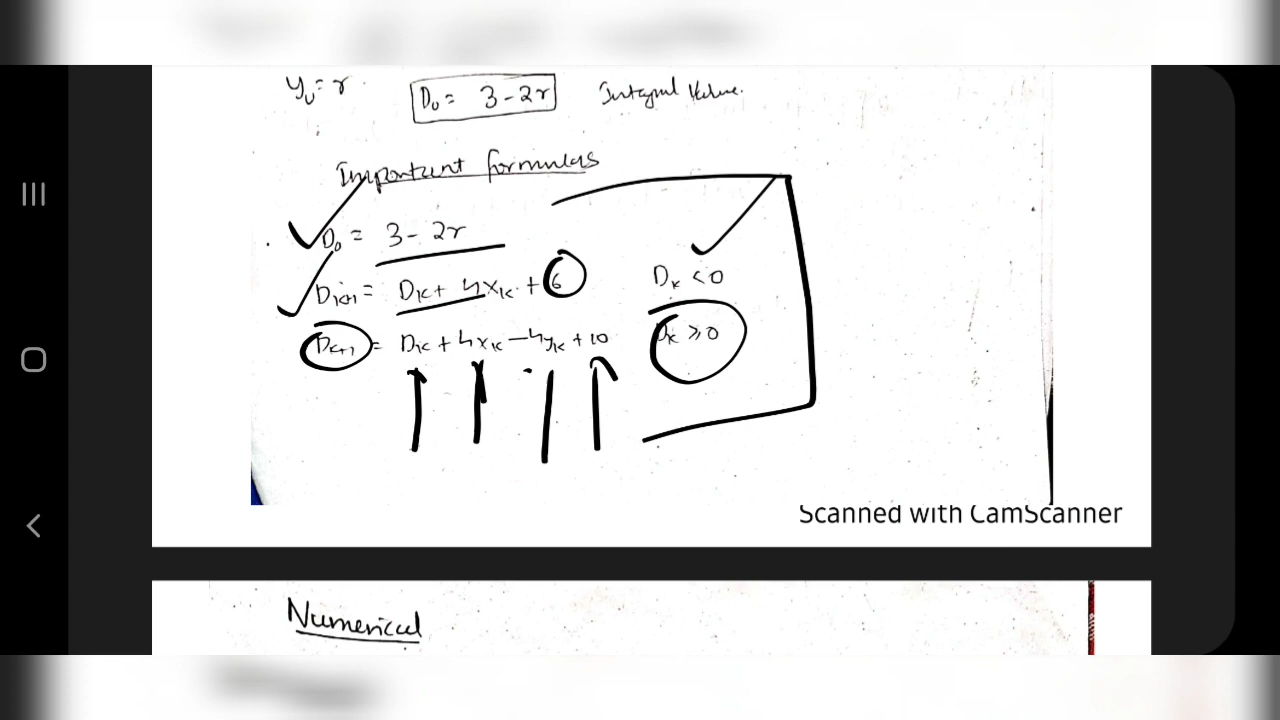 y₀ = r
D₀ = 3 - 2r Integral Value.
Important formulas
D₀ = 3 - 2r
Dₖ₊₁ = Dₖ + 4xₖ + 6 Dₖ < 0
Dₖ₊₁ = Dₖ + 4xₖ - 4yₖ + 10 Dₖ ≥ 0
Scanned with CamScanner
Numerical